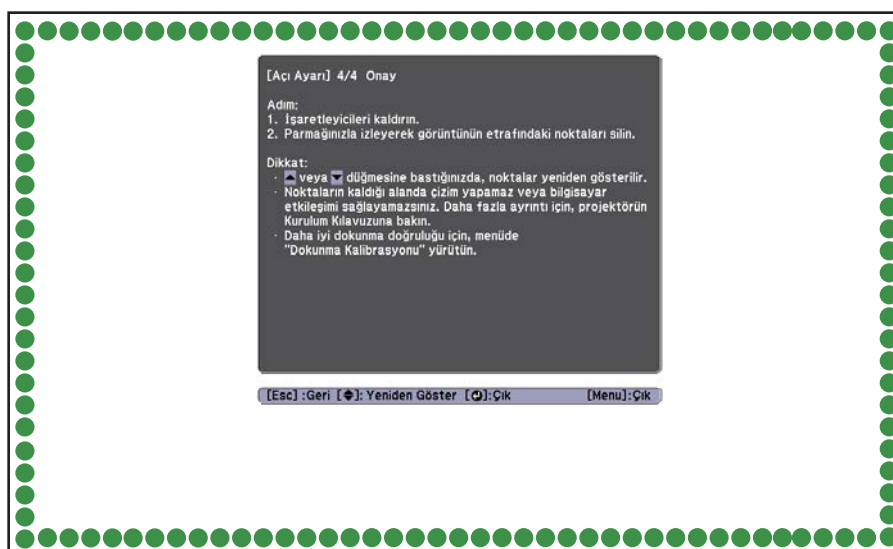 [Açı Ayarı] 4/4 Onay
Adım:
1. İşaretleyicileri kaldırın.
2. Parmağınızla izleyerek görüntünün etrafındaki noktaları silin.
Dikkat:
· ▲ veya ▼ düğmesine bastığınızda, noktalar yeniden gösterilir.
· Noktaların kaldığı alanda çizim yapamaz veya bilgisayar
etkileşimi sağlayamazsınız. Daha fazla ayrıntı için, projektörün
Kurulum Kılavuzuna bakın.
· Daha iyi dokunma doğruluğu için, menüde
"Dokunma Kalibrasyonu" yürütün.
[Esc] :Geri [◆]: Yeniden Göster [⏎]:Çık [Menu]:Çık